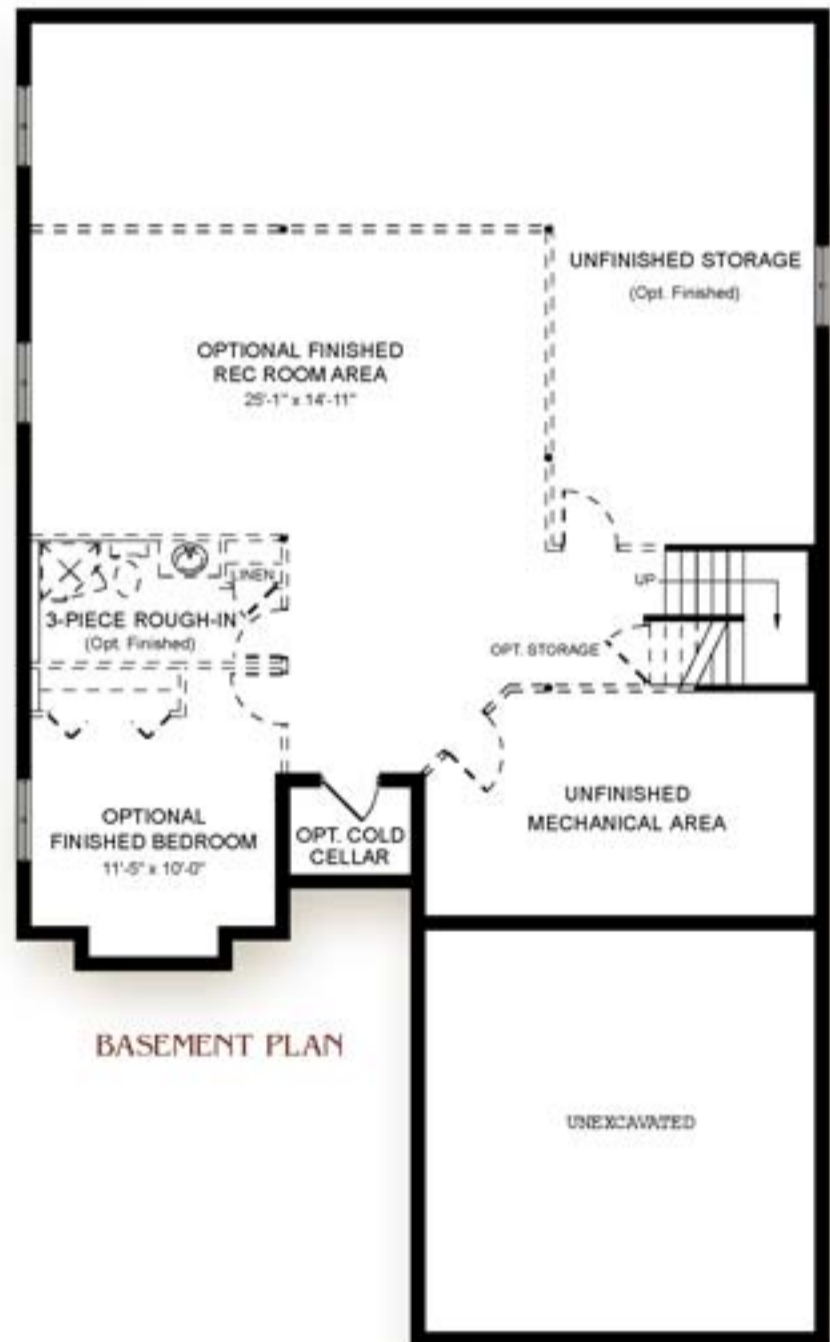 UNFINISHED STORAGE
(Opt. Finished)
OPTIONAL FINISHED
REC ROOM AREA
25'-1" x 14'-11"
LINEN
3-PIECE ROUGH-IN
(Opt. Finished)
UP
OPT. STORAGE
OPTIONAL
FINISHED BEDROOM
11'-5" x 10'-0"
OPT. COLD
CELLAR
UNFINISHED
MECHANICAL AREA
BASEMENT PLAN
UNEXCAVATED